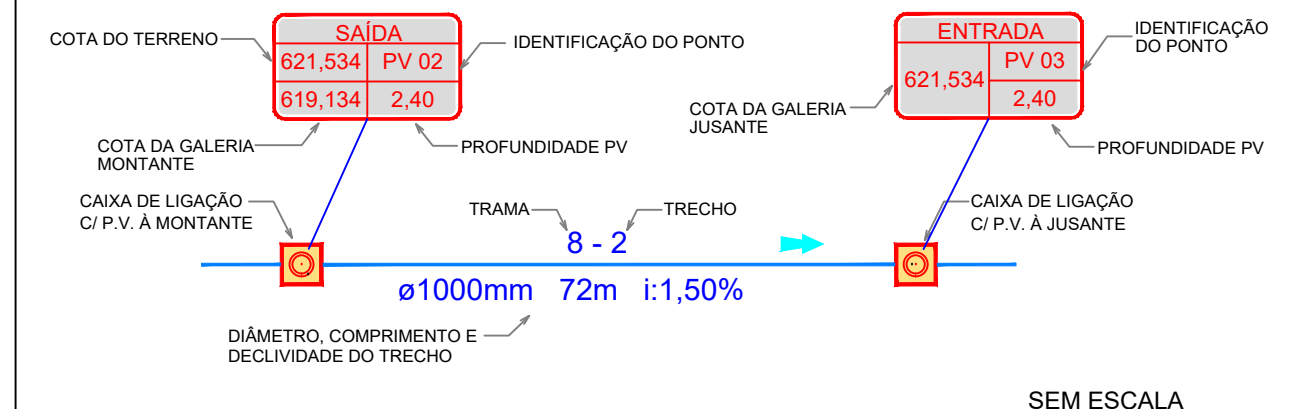 COTA DO TERRENO
SAÍDA
621,534 PV 02
619,134 2,40
IDENTIFICAÇÃO DO PONTO
COTA DA GALERIA
MONTANTE
PROFUNDIDADE PV
ENTRADA
621,534
PV 03
2,40
IDENTIFICAÇÃO
DO PONTO
COTA DA GALERIA
JUSANTE
PROFUNDIDADE PV
CAIXA DE LIGAÇÃO
C/ P.V. À MONTANTE
TRAMA
TRECHO
8 - 2
CAIXA DE LIGAÇÃO
C/ P.V. À JUSANTE
ø1000mm 72m i:1,50%
DIÂMETRO, COMPRIMENTO E
DECLIVIDADE DO TRECHO
SEM ESCALA